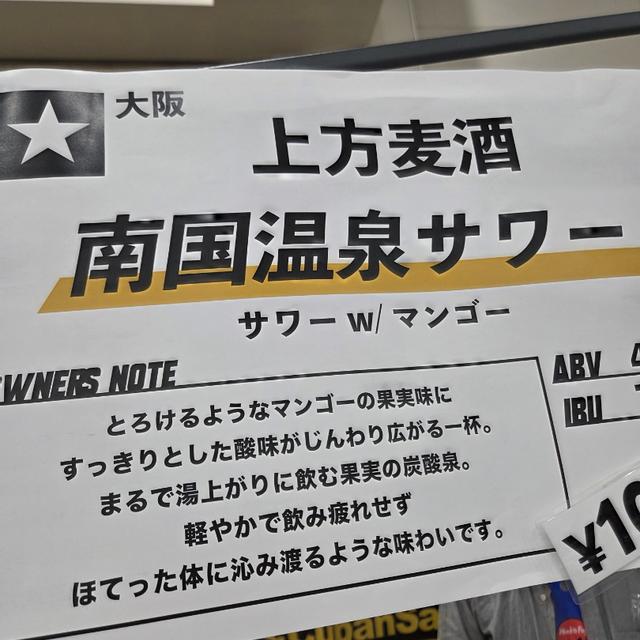 大阪
上方麦酒
南国温泉サワー
サワー w/ マンゴー
WNERS NOTE
とろけるようなマンゴーの果実味に
すっきりとした酸味がじんわり広がる一杯。
まるで湯上がりに飲む果実の炭酸泉。
軽やかで飲み疲れせず
ほてった体に沁み渡るような味わいです。
ABV
IBU
¥10